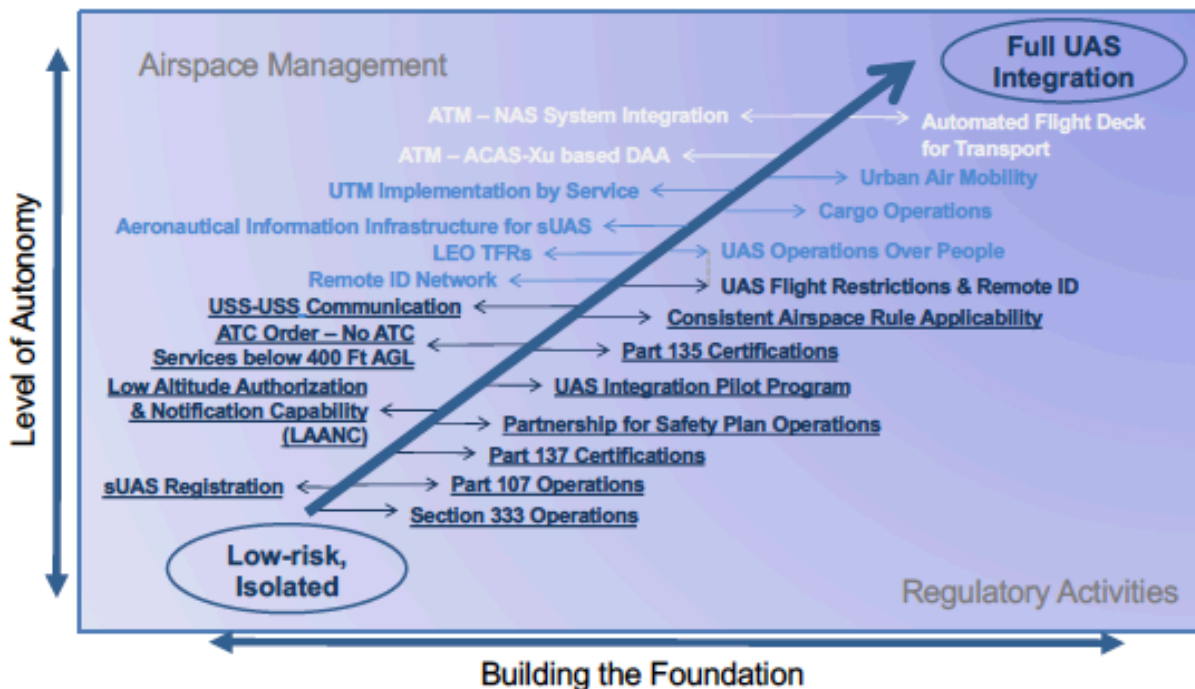 Full UAS
Integration
Airspace Management
ATM – NAS System Integration
Automated Flight Deck
for Transport
ATM – ACAS-Xu based DAA
Urban Air Mobility
UTM Implementation by Service
Cargo Operations
Aeronautical Information Infrastructure for sUAS
UAS Operations Over People
LEO TFRs
Remote ID Network
UAS Flight Restrictions & Remote ID
USS-USS Communication
Consistent Airspace Rule Applicability
ATC Order – No ATC
Services below 400 Ft AGL
Part 135 Certifications
Low Altitude Authorization
& Notification Capability
(LAANC)
UAS Integration Pilot Program
Partnership for Safety Plan Operations
Part 137 Certifications
sUAS Registration
Part 107 Operations
Section 333 Operations
Low-risk,
Isolated
Regulatory Activities
Level of Autonomy
Building the Foundation